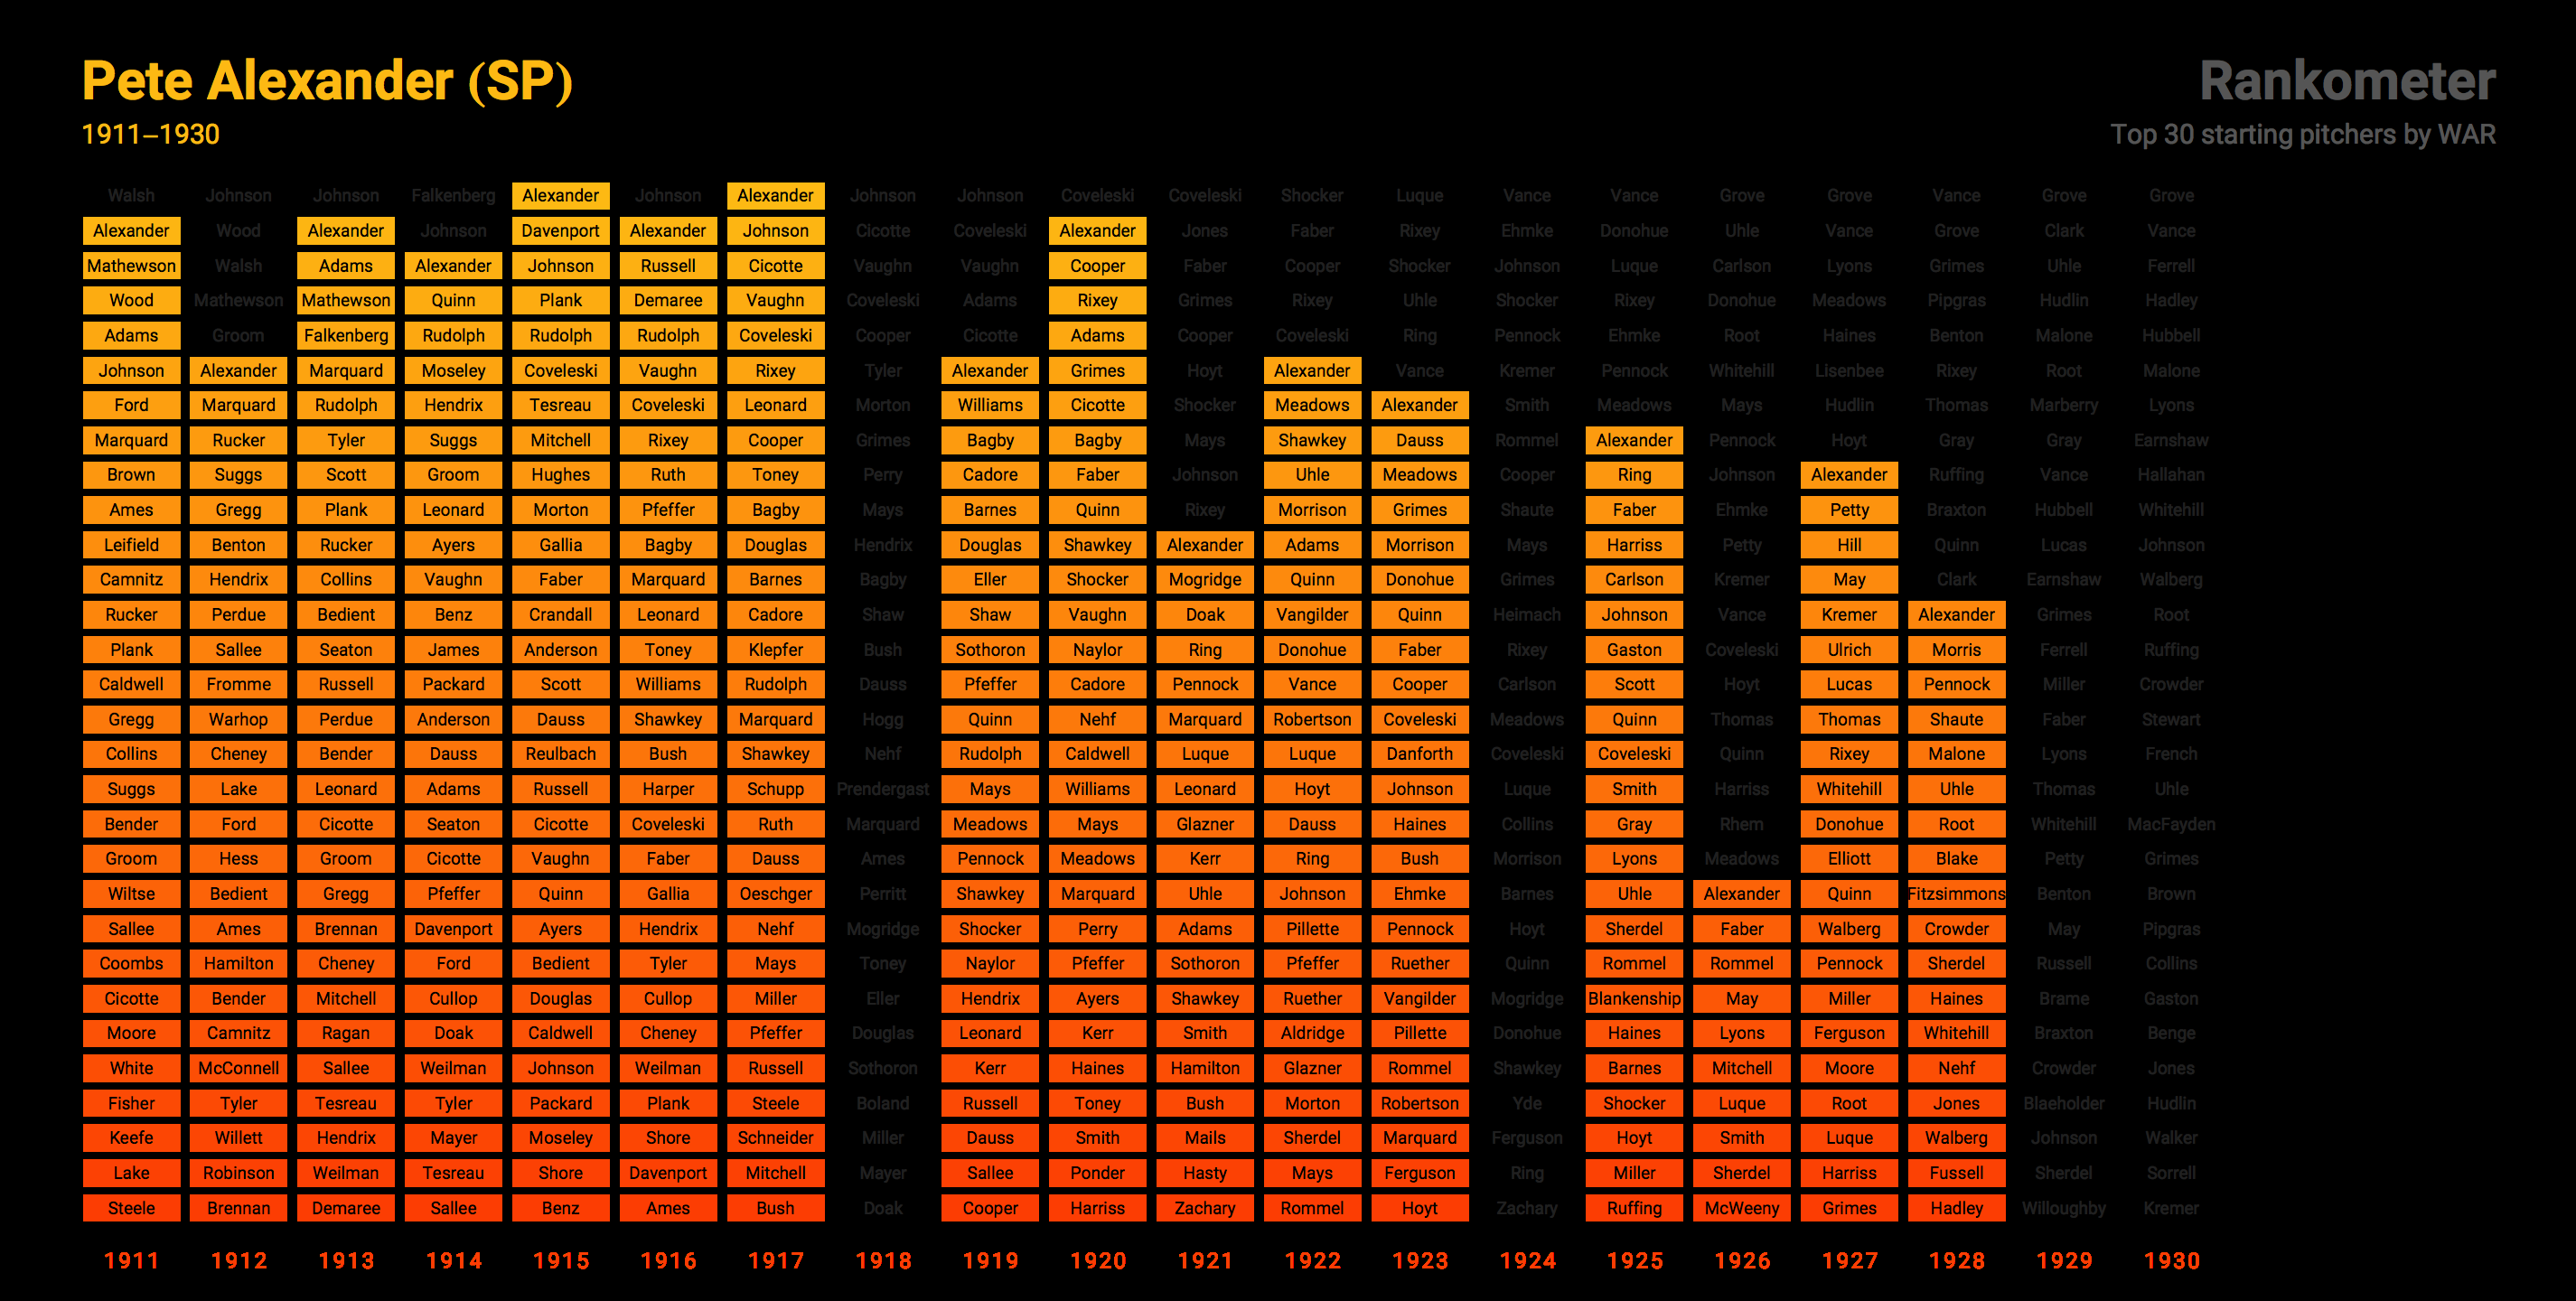 Pete Alexander (SP)
Rankometer
1911–1930
Top 30 starting pitchers by WAR
Walsh Johnson Johnson Falkenberg Alexander Johnson Alexander Johnson Johnson Coveleski Coveleski Shocker Luque Vance Vance Grove Grove Vance Grove Grove
Alexander Wood Alexander Johnson Davenport Alexander Johnson Cicotte Coveleski Alexander Jones Faber Rixey Ehmke Donohue Uhle Vance Grove Clark Vance
Mathewson Walsh Adams Alexander Johnson Russell Cicotte Vaughn Vaughn Cooper Faber Cooper Shocker Johnson Luque Carlson Lyons Grimes Uhle Ferrell
Wood Mathewson Mathewson Quinn Plank Demaree Vaughn Coveleski Adams Rixey Grimes Rixey Uhle Shocker Rixey Donohue Meadows Pipgras Hudlin Hadley
Adams Groom Falkenberg Rudolph Rudolph Rudolph Coveleski Cooper Cicotte Adams Cooper Coveleski Ring Pennock Ehmke Root Haines Benton Malone Hubbell
Johnson Alexander Marquard Moseley Coveleski Vaughn Rixey Tyler Alexander Grimes Hoyt Alexander Vance Kremer Pennock Whitehill Lisenbee Rixey Root Malone
Ford Marquard Rudolph Hendrix Tesreau Coveleski Leonard Morton Williams Cicotte Shocker Meadows Alexander Smith Meadows Mays Hudlin Thomas Marberry Lyons
Marquard Rucker Tyler Suggs Mitchell Rixey Cooper Grimes Bagby Bagby Mays Shawkey Dauss Rommel Alexander Pennock Hoyt Gray Gray Earnshaw
Brown Suggs Scott Groom Hughes Ruth Toney Perry Cadore Faber Johnson Uhle Meadows Cooper Ring Johnson Alexander Ruffing Vance Hallahan
Ames Gregg Plank Leonard Morton Pfeffer Bagby Mays Barnes Quinn Rixey Morrison Grimes Shaute Faber Ehmke Petty Braxton Hubbell Whitehill
Leifield Benton Rucker Ayers Gallia Bagby Douglas Hendrix Douglas Shawkey Alexander Adams Morrison Mays Harriss Petty Hill Quinn Lucas Johnson
Camnitz Hendrix Collins Vaughn Faber Marquard Barnes Bagby Eller Shocker Mogridge Quinn Donohue Grimes Carlson Kremer May Clark Earnshaw Walberg
Rucker Perdue Bedient Benz Crandall Leonard Cadore Shaw Shaw Vaughn Doak Vangilder Quinn Heimach Johnson Vance Kremer Alexander Grimes Root
Plank Sallee Seaton James Anderson Toney Klepfer Bush Sothoron Naylor Ring Donohue Faber Rixey Gaston Coveleski Ulrich Morris Ferrell Ruffing
Caldwell Fromme Russell Packard Scott Williams Rudolph Dauss Pfeffer Cadore Pennock Vance Cooper Carlson Scott Hoyt Lucas Pennock Miller Crowder
Gregg Warhop Perdue Anderson Dauss Shawkey Marquard Hogg Quinn Nehf Marquard Robertson Coveleski Meadows Quinn Thomas Thomas Shaute Faber Stewart
Collins Cheney Bender Dauss Reulbach Bush Shawkey Nehf Rudolph Caldwell Luque Luque Danforth Coveleski Coveleski Quinn Rixey Malone Lyons French
Suggs Lake Leonard Adams Russell Harper Schupp Prendergast Mays Williams Leonard Hoyt Johnson Luque Smith Harriss Whitehill Uhle Thomas Uhle
Bender Ford Cicotte Seaton Cicotte Coveleski Ruth Marquard Meadows Mays Glazner Dauss Haines Collins Gray Rhem Donohue Root Whitehill MacFayden
Groom Hess Groom Cicotte Vaughn Faber Dauss Ames Pennock Meadows Kerr Ring Bush Morrison Lyons Meadows Elliott Blake Petty Grimes
Wiltse Bedient Gregg Pfeffer Quinn Gallia Oeschger Perritt Shawkey Marquard Uhle Johnson Ehmke Barnes Uhle Alexander Quinn Fitzsimmons Benton Brown
Sallee Ames Brennan Davenport Ayers Hendrix Nehf Mogridge Shocker Perry Adams Pillette Pennock Hoyt Sherdel Faber Walberg Crowder May Pipgras
Coombs Hamilton Cheney Ford Bedient Tyler Mays Toney Naylor Pfeffer Sothoron Pfeffer Ruether Quinn Rommel Rommel Pennock Sherdel Russell Collins
Cicotte Bender Mitchell Cullop Douglas Cullop Miller Eller Hendrix Ayers Shawkey Ruether Vangilder Mogridge Blankenship May Miller Haines Brame Gaston
Moore Camnitz Ragan Doak Caldwell Cheney Pfeffer Douglas Leonard Kerr Smith Aldridge Pillette Donohue Haines Lyons Ferguson Whitehill Braxton Benge
White McConnell Sallee Weilman Johnson Weilman Russell Sothoron Kerr Haines Hamilton Glazner Rommel Shawkey Barnes Mitchell Moore Nehf Crowder Jones
Fisher Tyler Tesreau Tyler Packard Plank Steele Boland Russell Toney Bush Morton Robertson Yde Shocker Luque Root Jones Blaeholder Hudlin
Keefe Willett Hendrix Mayer Moseley Shore Schneider Miller Dauss Smith Mails Sherdel Marquard Ferguson Hoyt Smith Luque Walberg Johnson Walker
Lake Robinson Weilman Tesreau Shore Davenport Mitchell Mayer Sallee Ponder Hasty Mays Ferguson Ring Miller Sherdel Harriss Fussell Sherdel Sorrell
Steele Brennan Demaree Sallee Benz Ames Bush Doak Cooper Harriss Zachary Rommel Hoyt Zachary Ruffing McWeeny Grimes Hadley Willoughby Kremer
1911 1912 1913 1914 1915 1916 1917 1918 1919 1920 1921 1922 1923 1924 1925 1926 1927 1928 1929 1930